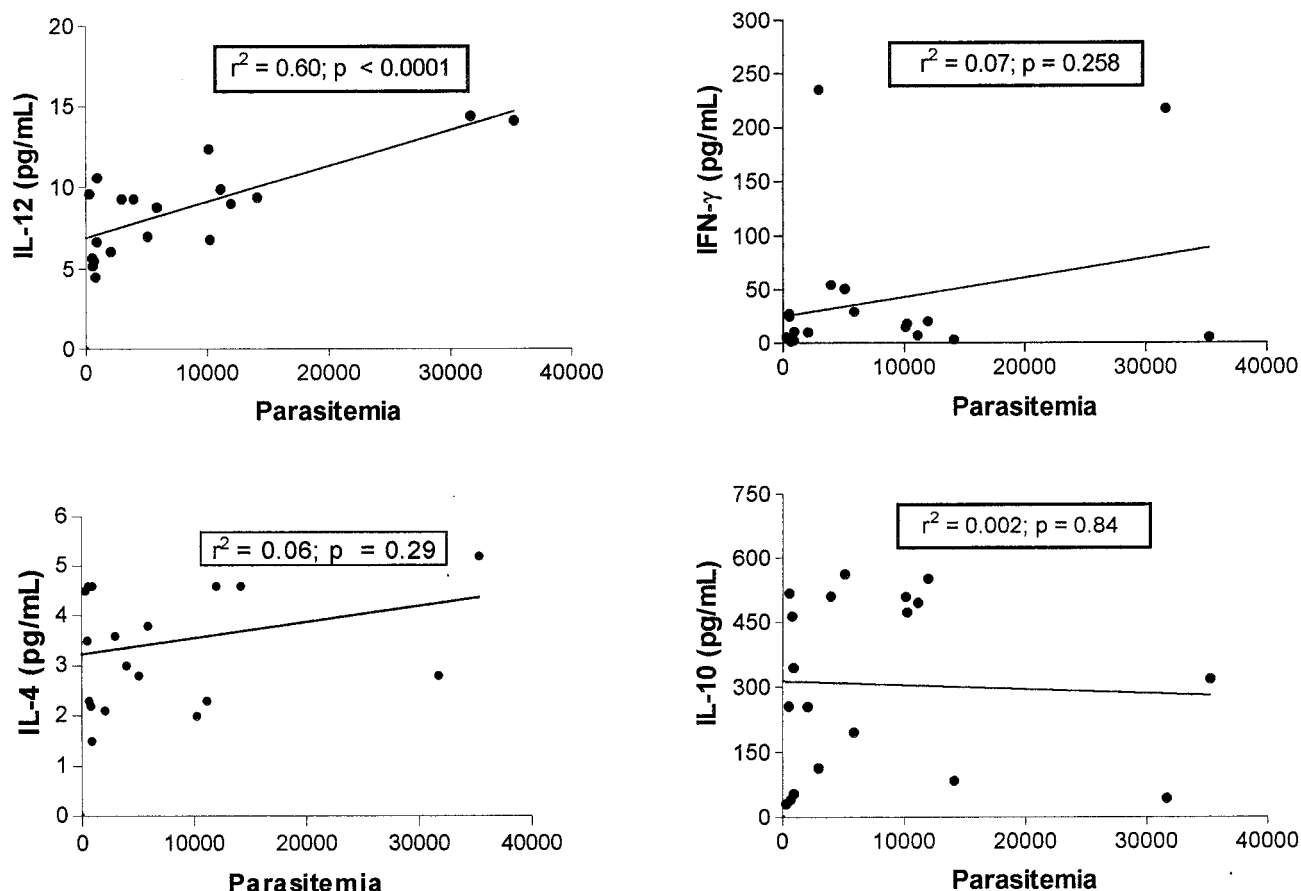 20
15
10
5
0
IL-12 (pg/mL)
r² = 0.60; p < 0.0001
0 10000 20000 30000 40000
Parasitemia
300
250
200
150
100
50
0
IFN-γ (pg/mL)
r² = 0.07; p = 0.258
0 10000 20000 30000 40000
Parasitemia
6
5
4
3
2
1
0
IL-4 (pg/mL)
r² = 0.06; p = 0.29
0 10000 20000 30000 40000
Parasitemia
750
600
450
300
150
0
IL-10 (pg/mL)
r² = 0.002; p = 0.84
0 10000 20000 30000 40000
Parasitemia